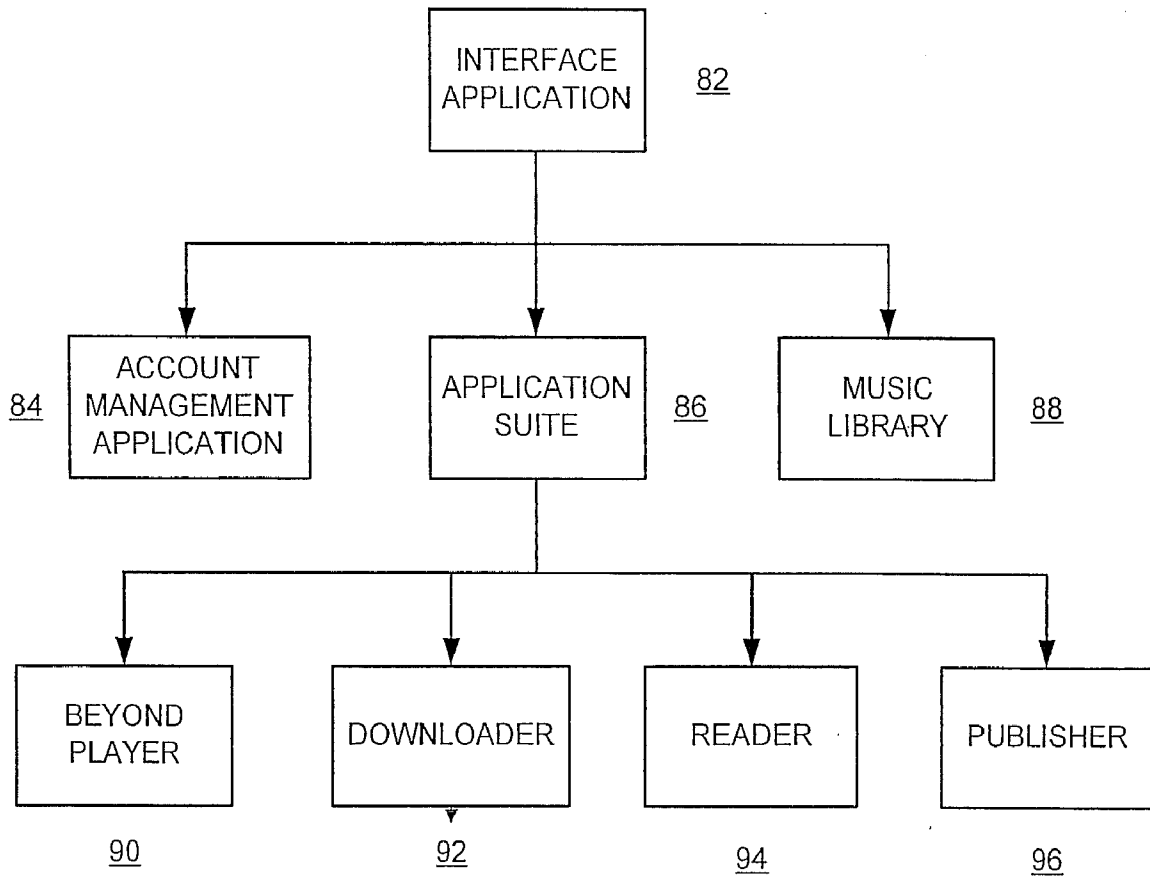 INTERFACE
APPLICATION
82
ACCOUNT
MANAGEMENT
APPLICATION
84
APPLICATION
SUITE
86
MUSIC
LIBRARY
88
BEYOND
PLAYER
DOWNLOADER
READER
PUBLISHER
90
92
94
96